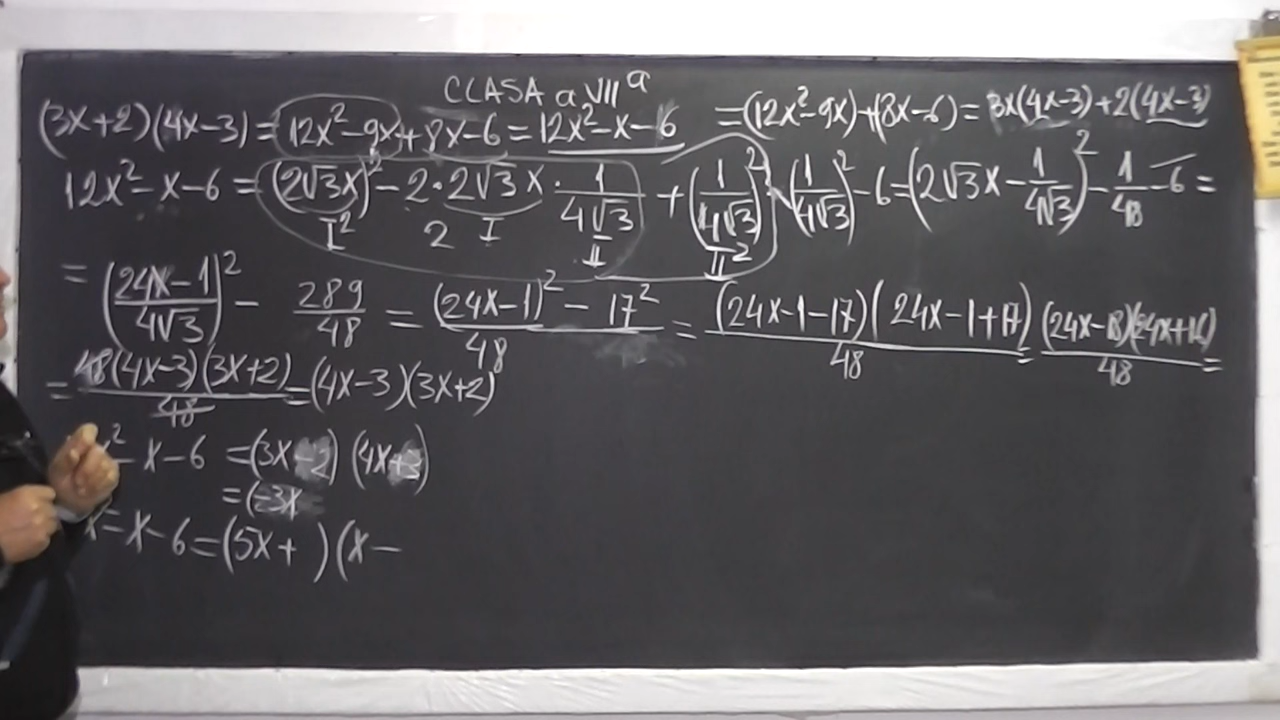 CLASA a VII a
(3x+2)(4x-3) = 12x²-9x+8x-6 = 12x²-x-6 = (12x²-9x)+(8x-6) = 3x(4x-3)+2(4x-3)
12x²-x-6 = (2√3x)² - 2·2√3x · 1/4√3 + (1/4√3)² - (1/4√3)² - 6 = (2√3x - 1/4√3)² - 1/48 - 6 =
I² 2 I II II²
= (24x-1/4√3)² - 289/48 = (24x-1)² - 17²/48 = (24x-1-17)(24x-1+17)/48 = (24x-18)(24x+16)/48 =
= 48(4x-3)(3x+2)/48 = (4x-3)(3x+2)
² - x-6 = (3x-2)(4x+3)
= (-3x
x²-x-6 = (5x+ )(x-